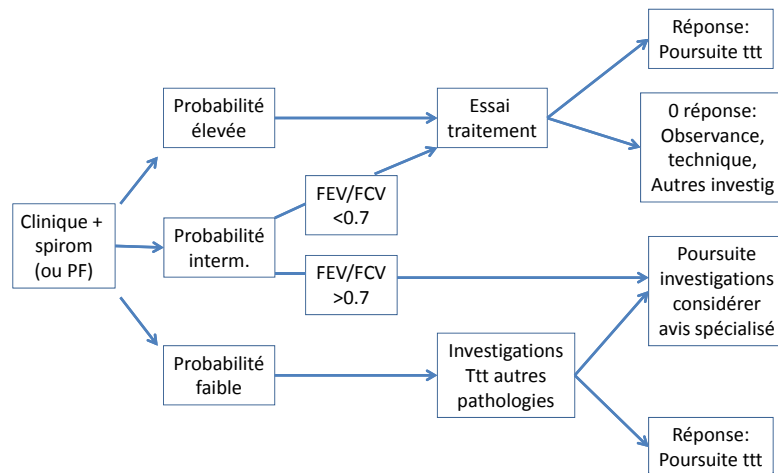 Réponse:
Poursuite ttt
Probabilité
élevée
Essai
traitement
0 réponse:
Observance,
technique,
Autres investig
FEV/FCV
<0.7
Clinique +
spirom
(ou PF)
Probabilité
interm.
FEV/FCV
>0.7
Poursuite
investigations
considérer
avis spécialisé
Probabilité
faible
Investigations
Ttt autres
pathologies
Réponse:
Poursuite ttt